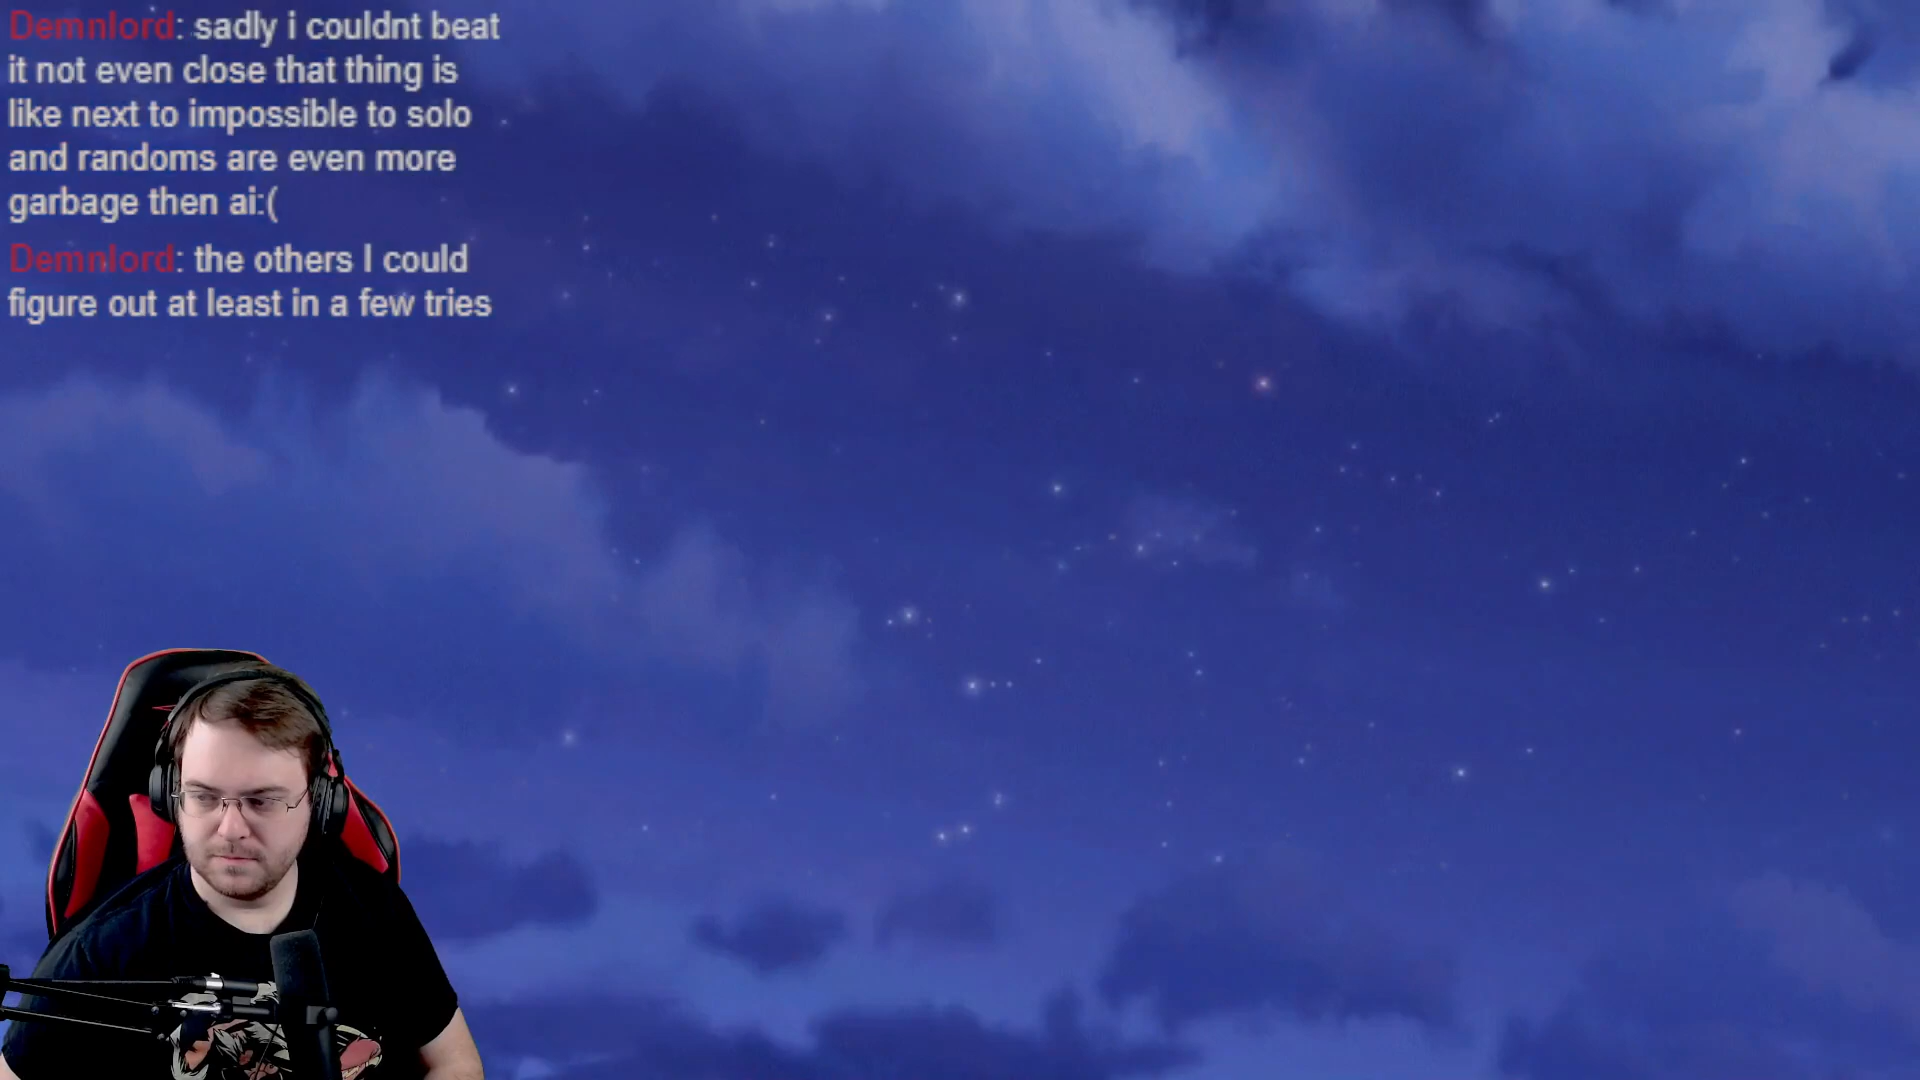 Demnlord: sadly i couldnt beat
it not even close that thing is
like next to impossible to solo
and randoms are even more
garbage then ai:(
Demnlord: the others I could
figure out at least in a few tries